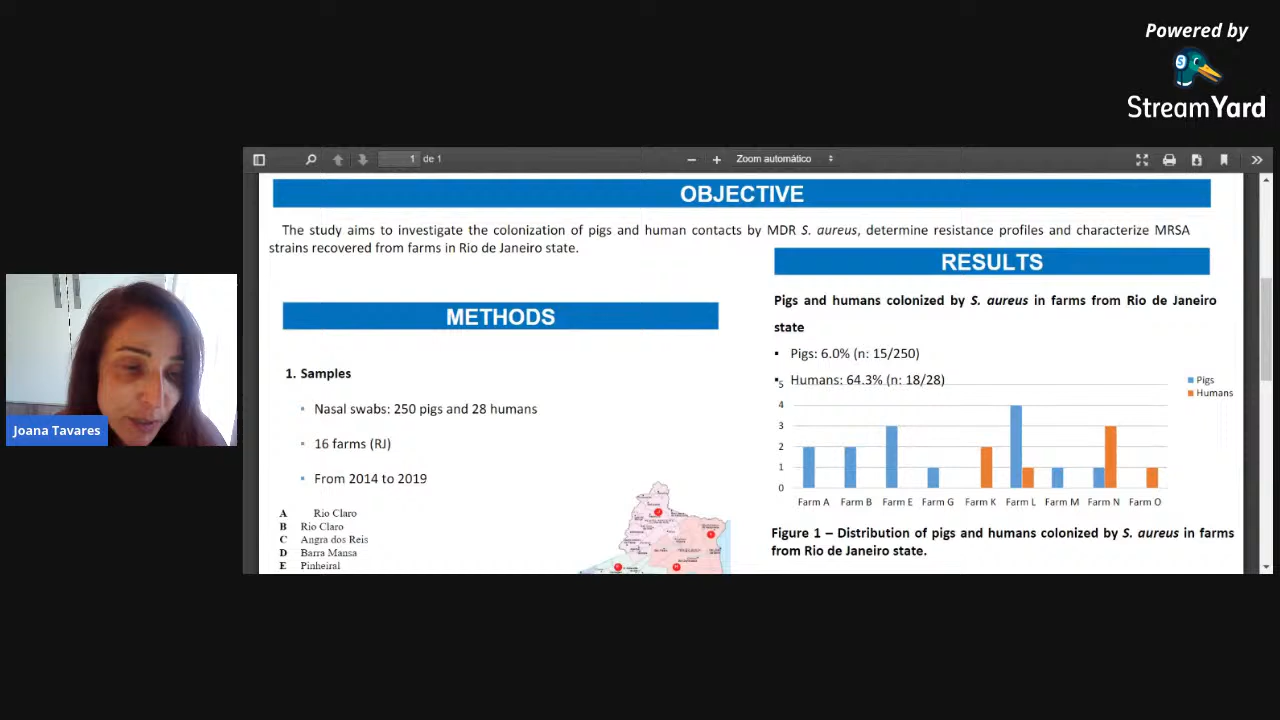 Powered by
StreamYard
1 de 1
Zoom automático
OBJECTIVE
The study aims to investigate the colonization of pigs and human contacts by MDR S. aureus, determine resistance profiles and characterize MRSA
strains recovered from farms in Rio de Janeiro state.
METHODS
1. Samples
▪ Nasal swabs: 250 pigs and 28 humans
▪ 16 farms (RJ)
▪ From 2014 to 2019
A Rio Claro
B Rio Claro
C Angra dos Reis
D Barra Mansa
E Pinheiral
RESULTS
Pigs and humans colonized by S. aureus in farms from Rio de Janeiro
state
▪ Pigs: 6.0% (n: 15/250)
▪ Humans: 64.3% (n: 18/28)
5
4
3
2
1
0
Pigs
Humans
Farm A Farm B Farm E Farm G Farm K Farm L Farm M Farm N Farm O
Figure 1 – Distribution of pigs and humans colonized by S. aureus in farms
from Rio de Janeiro state.
Joana Tavares